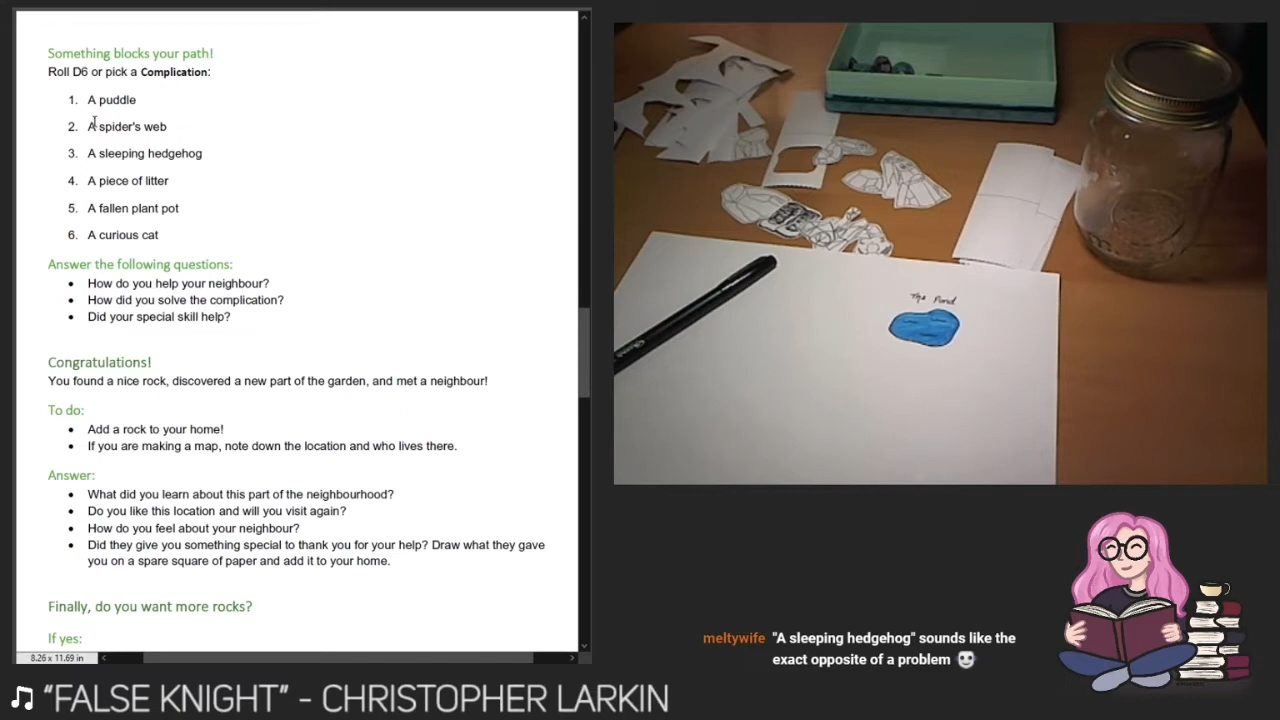 Something blocks your path!
Roll D6 or pick a Complication:
1. A puddle
2. A spider's web
3. A sleeping hedgehog
4. A piece of litter
5. A fallen plant pot
6. A curious cat
Answer the following questions:
• How do you help your neighbour?
• How did you solve the complication?
• Did your special skill help?
Congratulations!
You found a nice rock, discovered a new part of the garden, and met a neighbour!
To do:
• Add a rock to your home!
• If you are making a map, note down the location and who lives there.
Answer:
• What did you learn about this part of the neighbourhood?
• Do you like this location and will you visit again?
• How do you feel about your neighbour?
• Did they give you something special to thank you for your help? Draw what they gave
you on a spare square of paper and add it to your home.
Finally, do you want more rocks?
If yes:
8.26 x 11.69 in
The Pond
meltywife "A sleeping hedgehog" sounds like the
exact opposite of a problem
♫ "FALSE KNIGHT" - CHRISTOPHER LARKIN